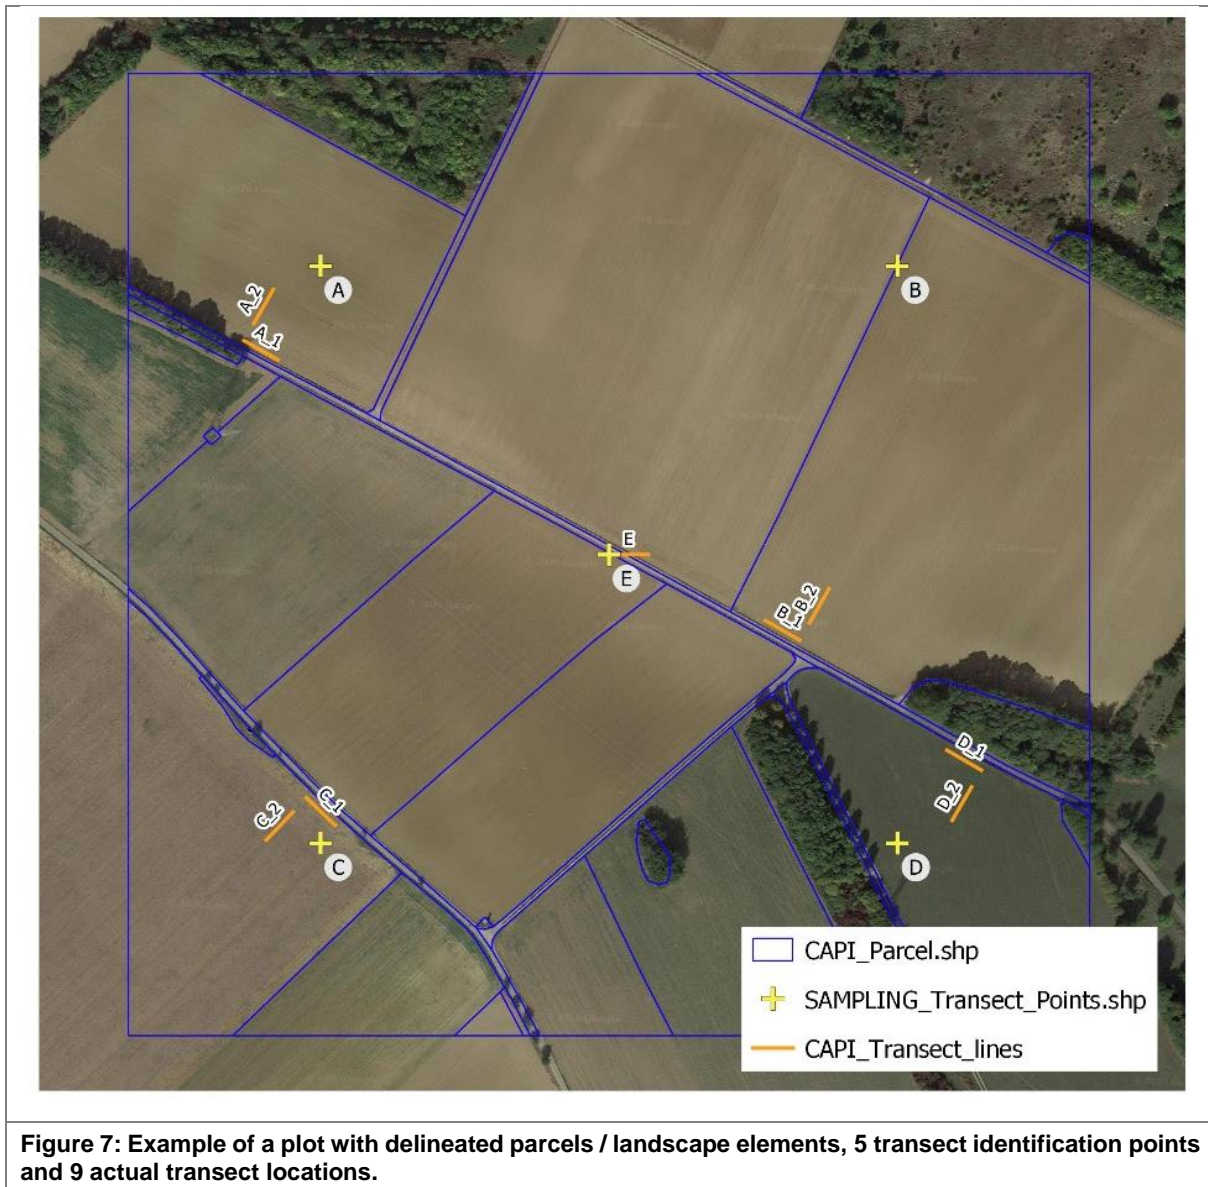 A
B
A_2
A_1
E
E
B_1
B_2
D_1
D_2
C_1
C_2
C
D
CAPI_Parcel.shp
SAMPLING_Transect_Points.shp
CAPI_Transect_lines
Figure 7: Example of a plot with delineated parcels / landscape elements, 5 transect identification points
and 9 actual transect locations.